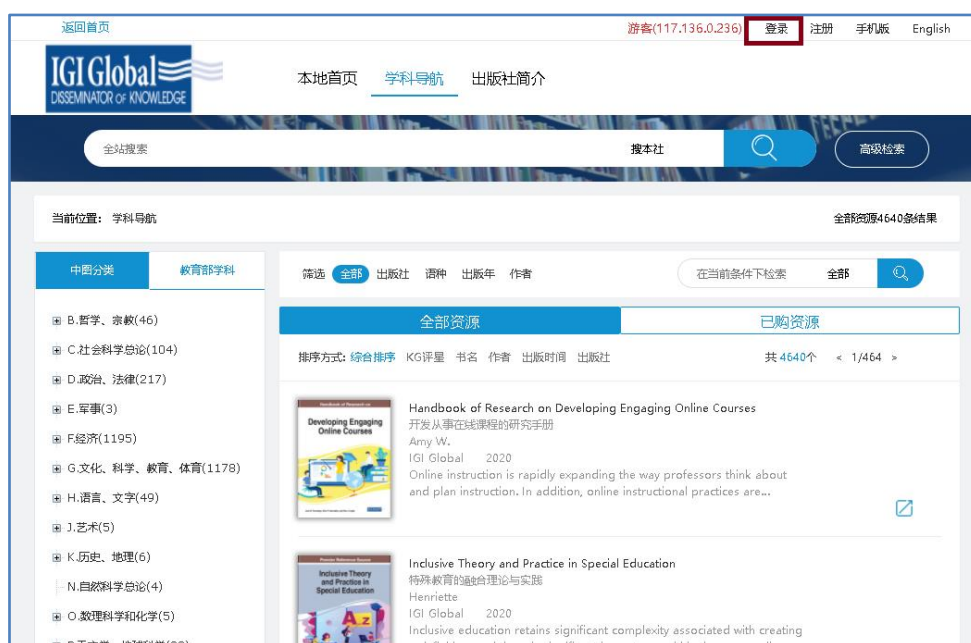 返回首页 游客(117.136.0.236) 登录 注册 手机版 English
IGI Global
DISSEMINATOR OF KNOWLEDGE
本地首页 学科导航 出版社简介
全站搜索 搜本社 高级检索
当前位置: 学科导航 全部资源4640条结果
中图分类 教育部学科
筛选 全部 出版社 语种 出版年 作者 在当前条件下检索 全部
B.哲学、宗教(46)
C.社会科学总论(104)
D.政治、法律(217)
E.军事(3)
F.经济(1195)
G.文化、科学、教育、体育(1178)
H.语言、文字(49)
J.艺术(5)
K.历史、地理(6)
N.自然科学总论(4)
O.数理科学和化学(5)
全部资源 已购资源
排序方式: 综合排序 KG评星 书名 作者 出版时间 出版社 共 4640个 « 1/464 »
Developing Engaging
Online Courses
Handbook of Research on Developing Engaging Online Courses
开发从事在线课程的研究手册
Amy W.
IGI Global 2020
Online instruction is rapidly expanding the way professors think about
and plan instruction. In addition, online instructional practices are...
Inclusive Theory
and Practice in
Special Education
Inclusive Theory and Practice in Special Education
特殊教育的融合理论与实践
Henriette
IGI Global 2020
Inclusive education retains significant complexity associated with creating